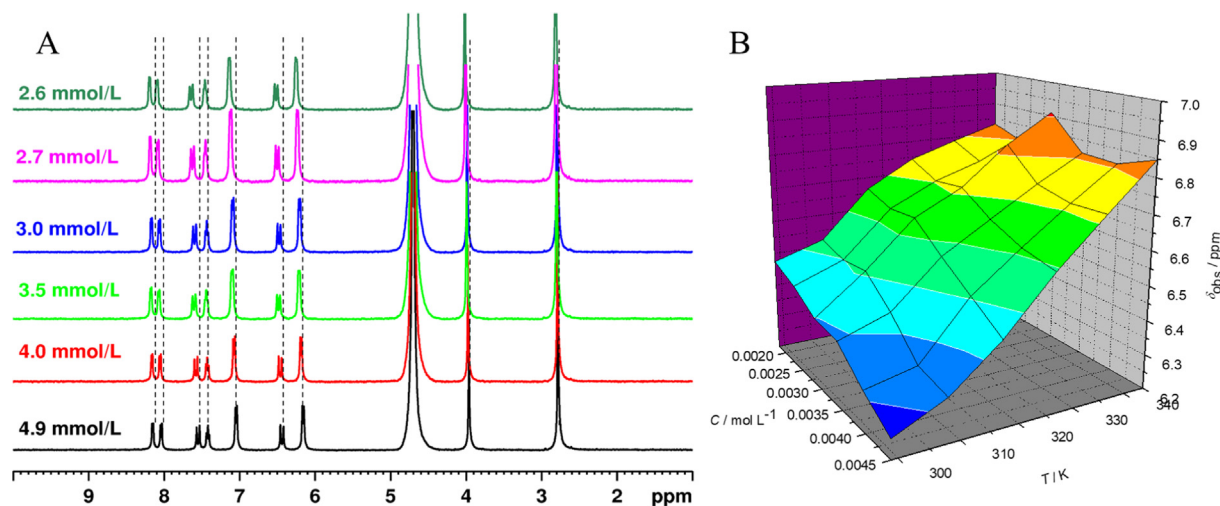 A
2.6 mmol/L
2.7 mmol/L
3.0 mmol/L
3.5 mmol/L
4.0 mmol/L
4.9 mmol/L
9 8 7 6 5 4 3 2 1 ppm
B
7.0
6.9
6.8
6.7
6.6
6.5
6.4
6.3
6.2
δobs / ppm
0.0020
0.0025
0.0030
0.0035
0.0040
0.0045
C / mol L⁻¹
300
310
320
330
340
T / K